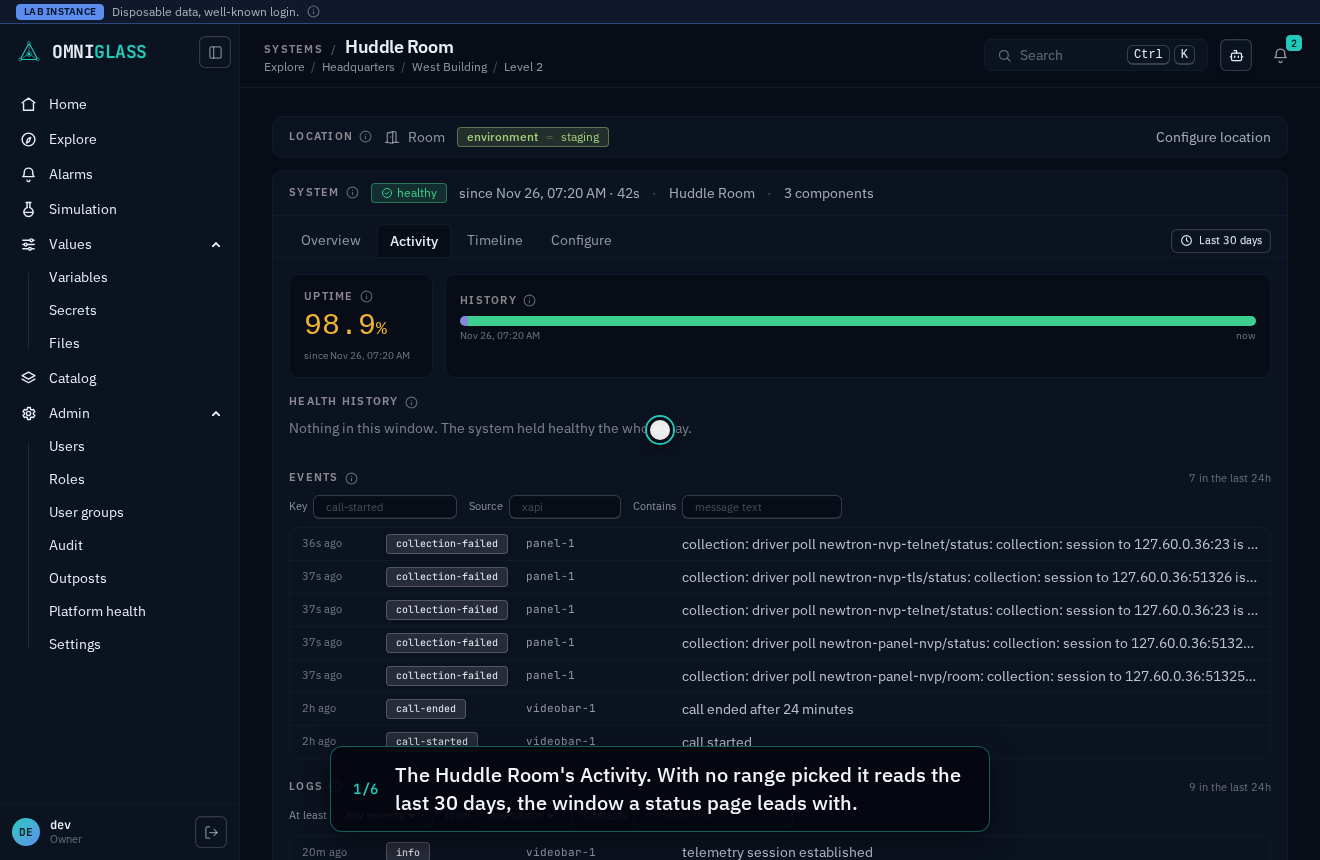 LAB INSTANCE Disposable data, well-known login.
OMNIGLASS
SYSTEMS / Huddle Room
Explore / Headquarters / West Building / Level 2
Search Ctrl K
2
Home
Explore
Alarms
Simulation
Values
Variables
Secrets
Files
Catalog
Admin
Users
Roles
User groups
Audit
Outposts
Platform health
Settings
DE dev
Owner
LOCATION Room environment = staging Configure location
SYSTEM healthy since Nov 26, 07:20 AM · 42s · Huddle Room · 3 components
Overview Activity Timeline Configure Last 30 days
UPTIME
98.9%
since Nov 26, 07:20 AM
HISTORY
Nov 26, 07:20 AM now
HEALTH HISTORY
Nothing in this window. The system held healthy the
EVENTS 7 in the last 24h
Key call-started Source xapi Contains message text
36s ago collection-failed panel-1 collection: driver poll newtron-nvp-telnet/status: collection: session to 127.60.0.36:23 is ...
37s ago collection-failed panel-1 collection: driver poll newtron-nvp-tls/status: collection: session to 127.60.0.36:51326 is...
37s ago collection-failed panel-1 collection: driver poll newtron-nvp-telnet/status: collection: session to 127.60.0.36:23 is ...
37s ago collection-failed panel-1 collection: driver poll newtron-panel-nvp/status: collection: session to 127.60.0.36:5132...
37s ago collection-failed panel-1 collection: driver poll newtron-panel-nvp/room: collection: session to 127.60.0.36:51325...
2h ago call-ended videobar-1 call ended after 24 minutes
2h ago call-started videobar-1 call started
LOGS 9 in the last 24h
At least
1/6 The Huddle Room's Activity. With no range picked it reads the
last 30 days, the window a status page leads with.
20m ago info videobar-1 telemetry session established